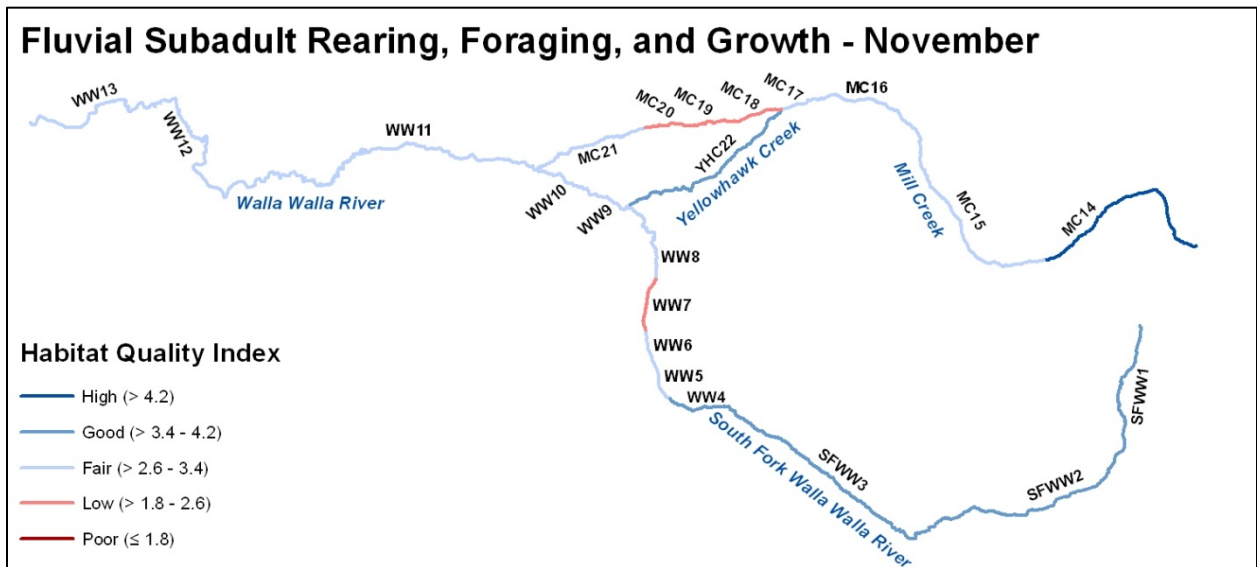 Fluvial Subadult Rearing, Foraging, and Growth - November
WW13
WW12
Walla Walla River
WW11
MC21
MC20
MC19
MC18
MC17
MC16
YHC22
Yellowhawk Creek
WW10
WW9
Mill Creek
MC15
MC14
WW8
WW7
WW6
WW5
WW4
South Fork Walla Walla River
SFWW3
SFWW2
SFWW1
Habitat Quality Index
High (> 4.2)
Good (> 3.4 - 4.2)
Fair (> 2.6 - 3.4)
Low (> 1.8 - 2.6)
Poor (≤ 1.8)